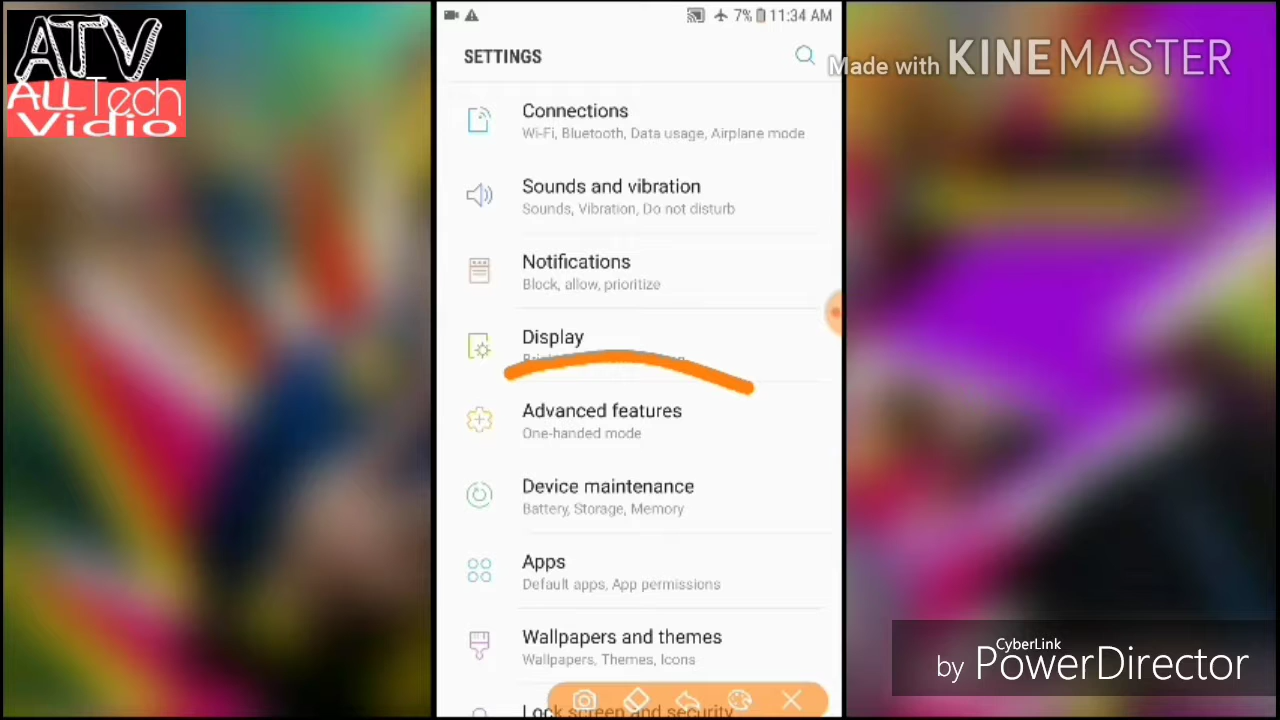 ATV
ALL Tech
Vidio
7% 11:34 AM
SETTINGS
Made with KINEMASTER
Connections
Wi-Fi, Bluetooth, Data usage, Airplane mode
Sounds and vibration
Sounds, Vibration, Do not disturb
Notifications
Block, allow, prioritize
Display
Advanced features
One-handed mode
Device maintenance
Battery, Storage, Memory
Apps
Default apps, App permissions
Wallpapers and themes
Wallpapers, Themes, Icons
Lock screen and security
CyberLink
by PowerDirector